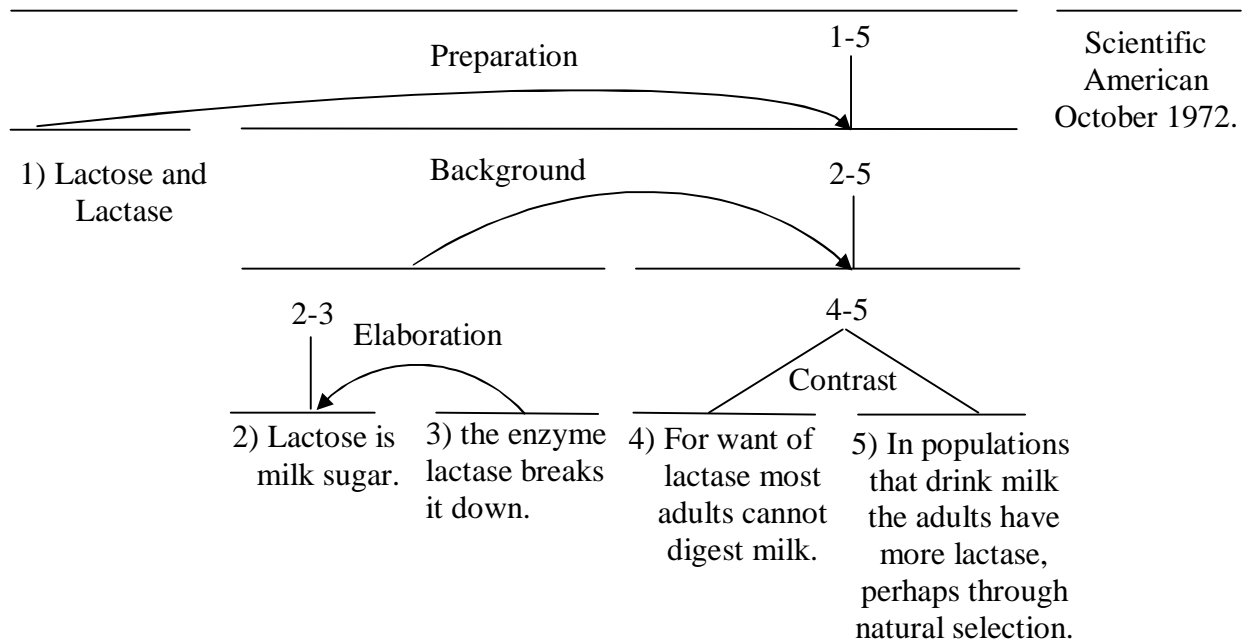 1-5
Preparation
Scientific
American
October 1972.
1) Lactose and
Lactase
Background
2-5
2-3
Elaboration
4-5
Contrast
2) Lactose is
milk sugar.
3) the enzyme
lactase breaks
it down.
4) For want of
lactase most
adults cannot
digest milk.
5) In populations
that drink milk
the adults have
more lactase,
perhaps through
natural selection.